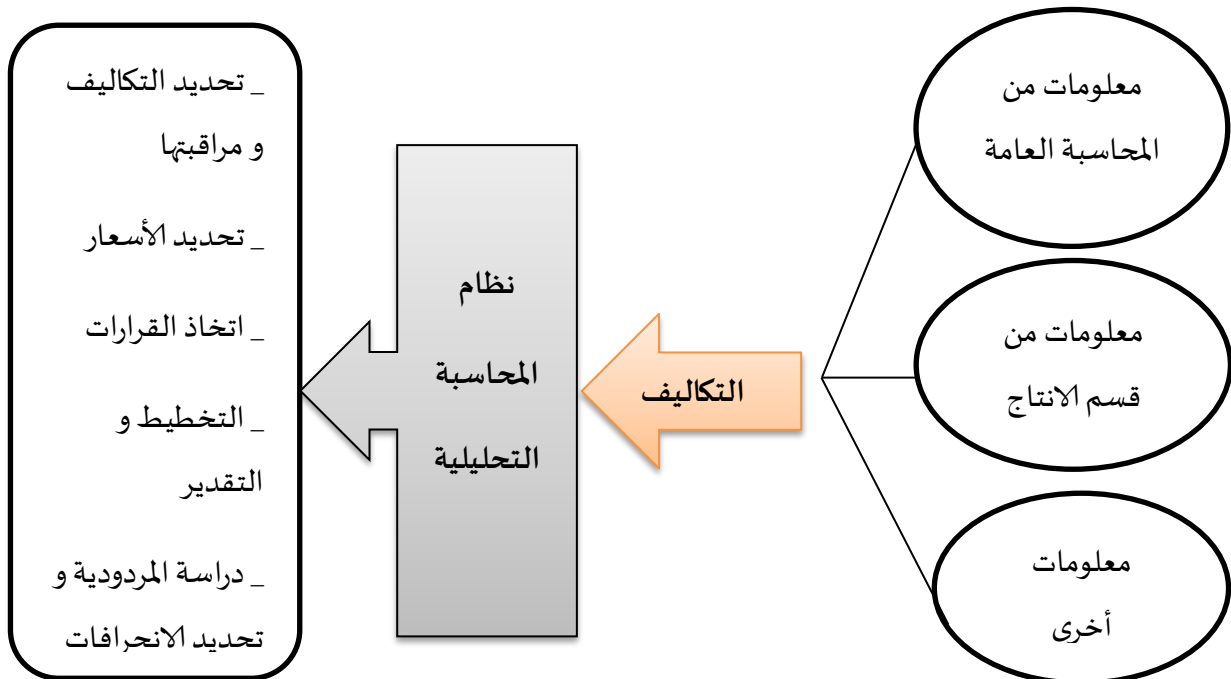 معلومات من
المحاسبة العامة
معلومات من
قسم الانتاج
معلومات
أخرى
التكاليف
نظام
المحاسبة
التحليلية
_ تحديد التكاليف
و مراقبتها
_ تحديد الأسعار
_ اتخاذ القرارات
_ التخطيط و
التقدير
_ دراسة المردودية و
تحديد الانحرافات